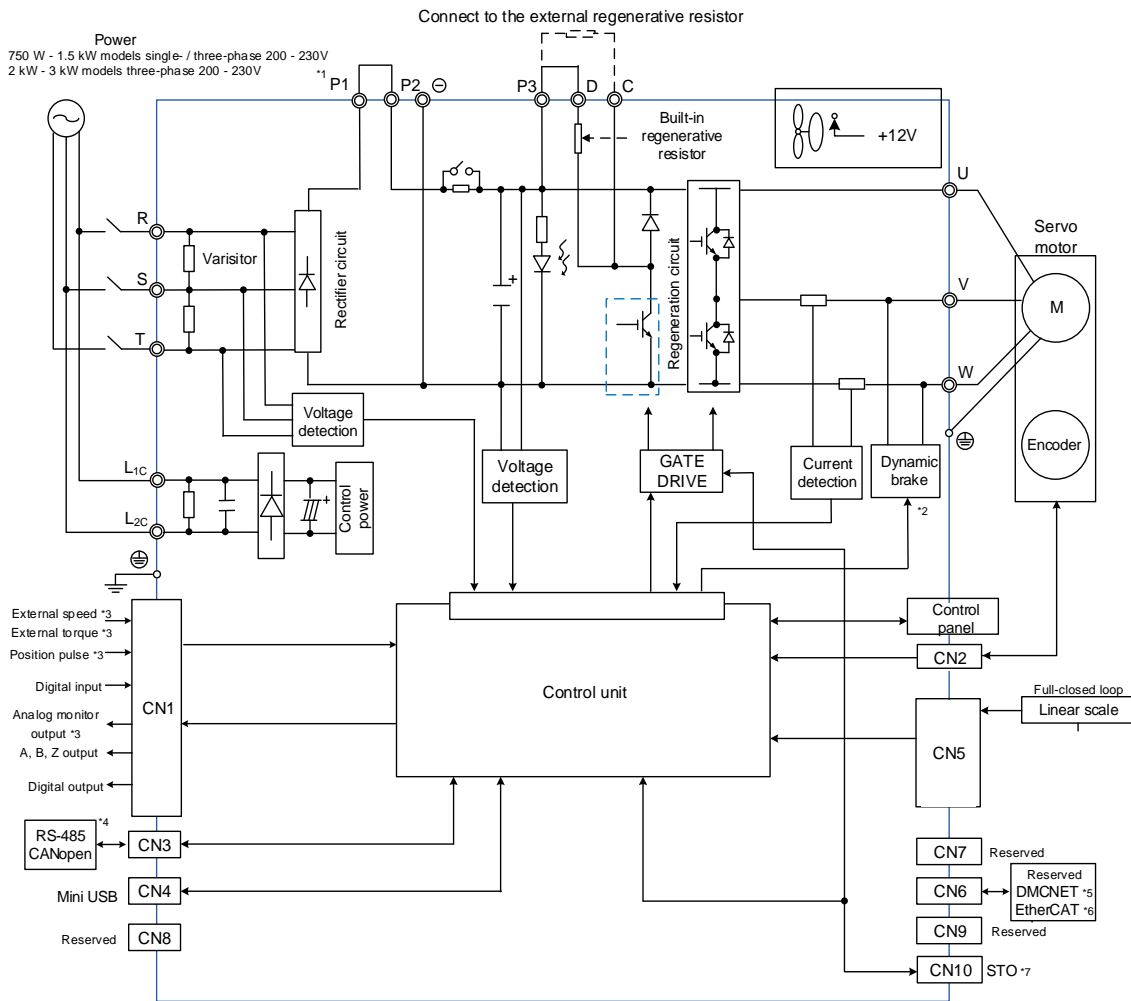 Connect to the external regenerative resistor
Power
750 W - 1.5 kW models single- / three-phase 200 - 230V
2 kW - 3 kW models three-phase 200 - 230V
*1
P1
P2
⊖
P3
D
C
Built-in
regenerative
resistor
+12V
U
R
Varisitor
S
T
Rectifier circuit
Regeneration circuit
Servo
motor
V
M
W
Voltage
detection
Encoder
L1C
L2C
Control
power
+
+
Voltage
detection
GATE
DRIVE
Current
detection
Dynamic
brake
*2
External speed *3
External torque *3
Position pulse *3
Digital input
Analog monitor
output *3
A, B, Z output
Digital output
CN1
Control unit
Control
panel
CN2
Full-closed loop
Linear scale
CN5
RS-485
CANopen
*4
CN3
Mini USB
CN4
Reserved
CN8
CN7
Reserved
CN6
Reserved
DMCNET *5
EtherCAT *6
CN9
Reserved
CN10
STO *7